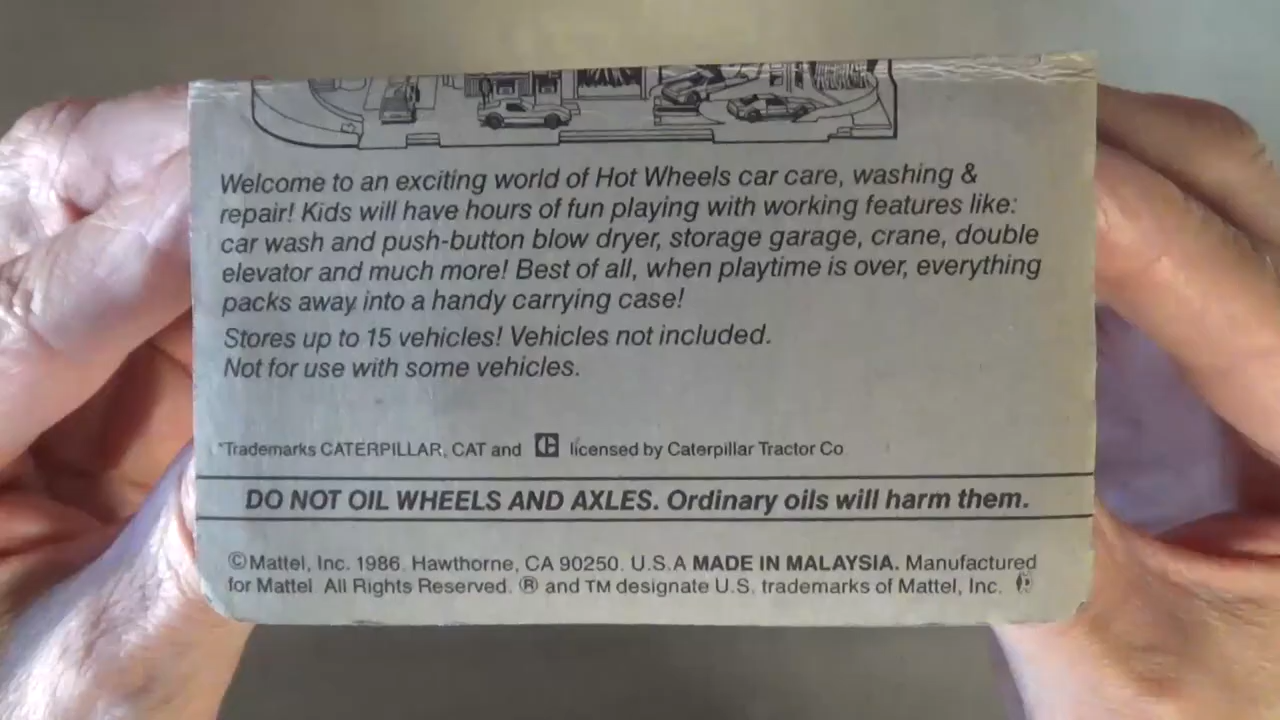 Welcome to an exciting world of Hot Wheels car care, washing &
repair! Kids will have hours of fun playing with working features like:
car wash and push-button blow dryer, storage garage, crane, double
elevator and much more! Best of all, when playtime is over, everything
packs away into a handy carrying case!
Stores up to 15 vehicles! Vehicles not included.
Not for use with some vehicles.
*Trademarks CATERPILLAR, CAT and licensed by Caterpillar Tractor Co
DO NOT OIL WHEELS AND AXLES. Ordinary oils will harm them.
©Mattel, Inc. 1986. Hawthorne, CA 90250. U.S.A MADE IN MALAYSIA. Manufactured
for Mattel. All Rights Reserved. ® and TM designate U.S. trademarks of Mattel, Inc.